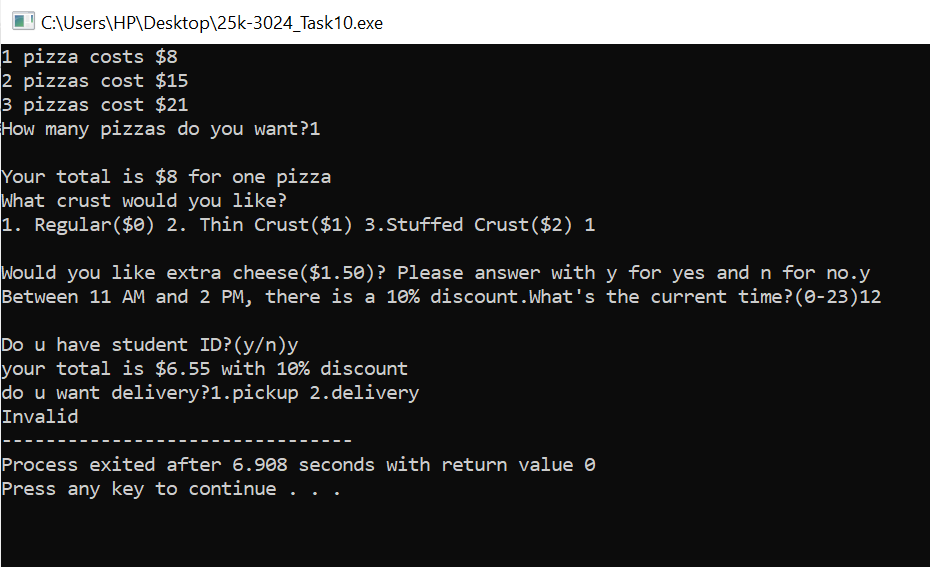 C:\Users\HP\Desktop\25k-3024_Task10.exe
1 pizza costs $8
2 pizzas cost $15
3 pizzas cost $21
How many pizzas do you want?1
Your total is $8 for one pizza
What crust would you like?
1. Regular($0) 2. Thin Crust($1) 3.Stuffed Crust($2) 1
Would you like extra cheese($1.50)? Please answer with y for yes and n for no.y
Between 11 AM and 2 PM, there is a 10% discount.What's the current time?(0-23)12
Do u have student ID?(y/n)y
your total is $6.55 with 10% discount
do u want delivery?1.pickup 2.delivery
Invalid
--------------------------------
Process exited after 6.908 seconds with return value 0
Press any key to continue . . .